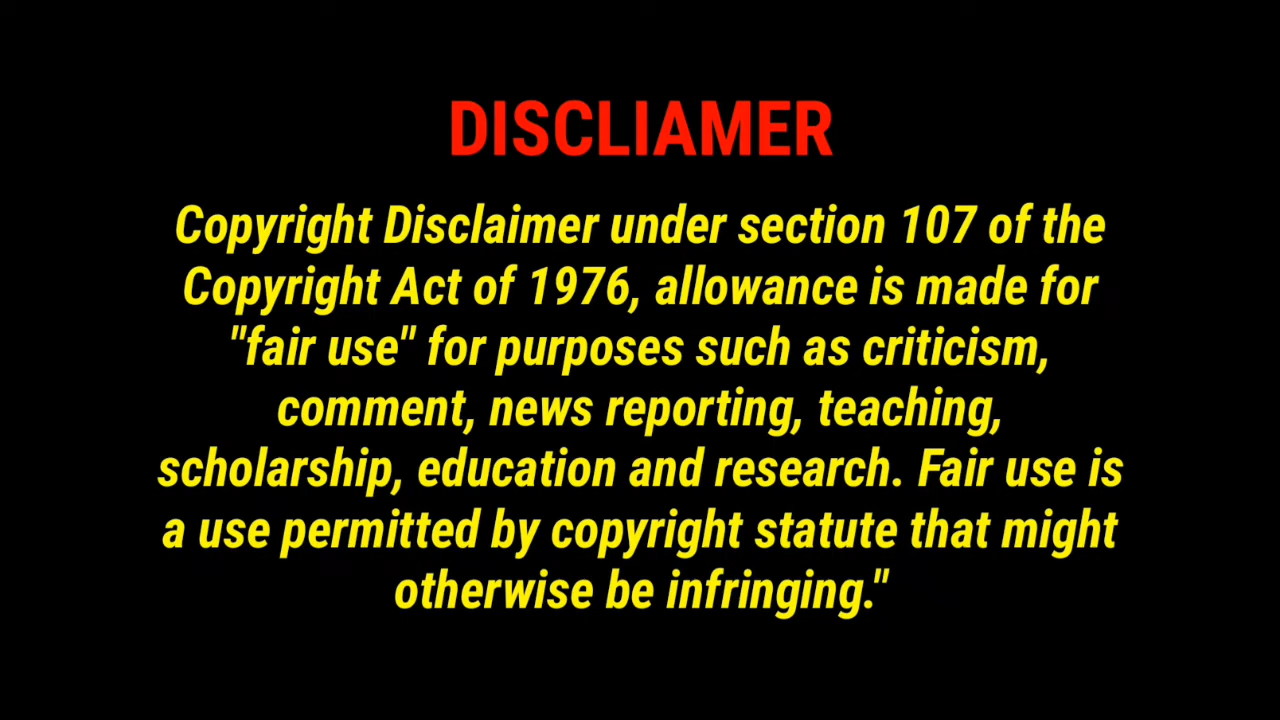 DISCLIAMER
Copyright Disclaimer under section 107 of the
Copyright Act of 1976, allowance is made for
"fair use" for purposes such as criticism,
comment, news reporting, teaching,
scholarship, education and research. Fair use is
a use permitted by copyright statute that might
otherwise be infringing."